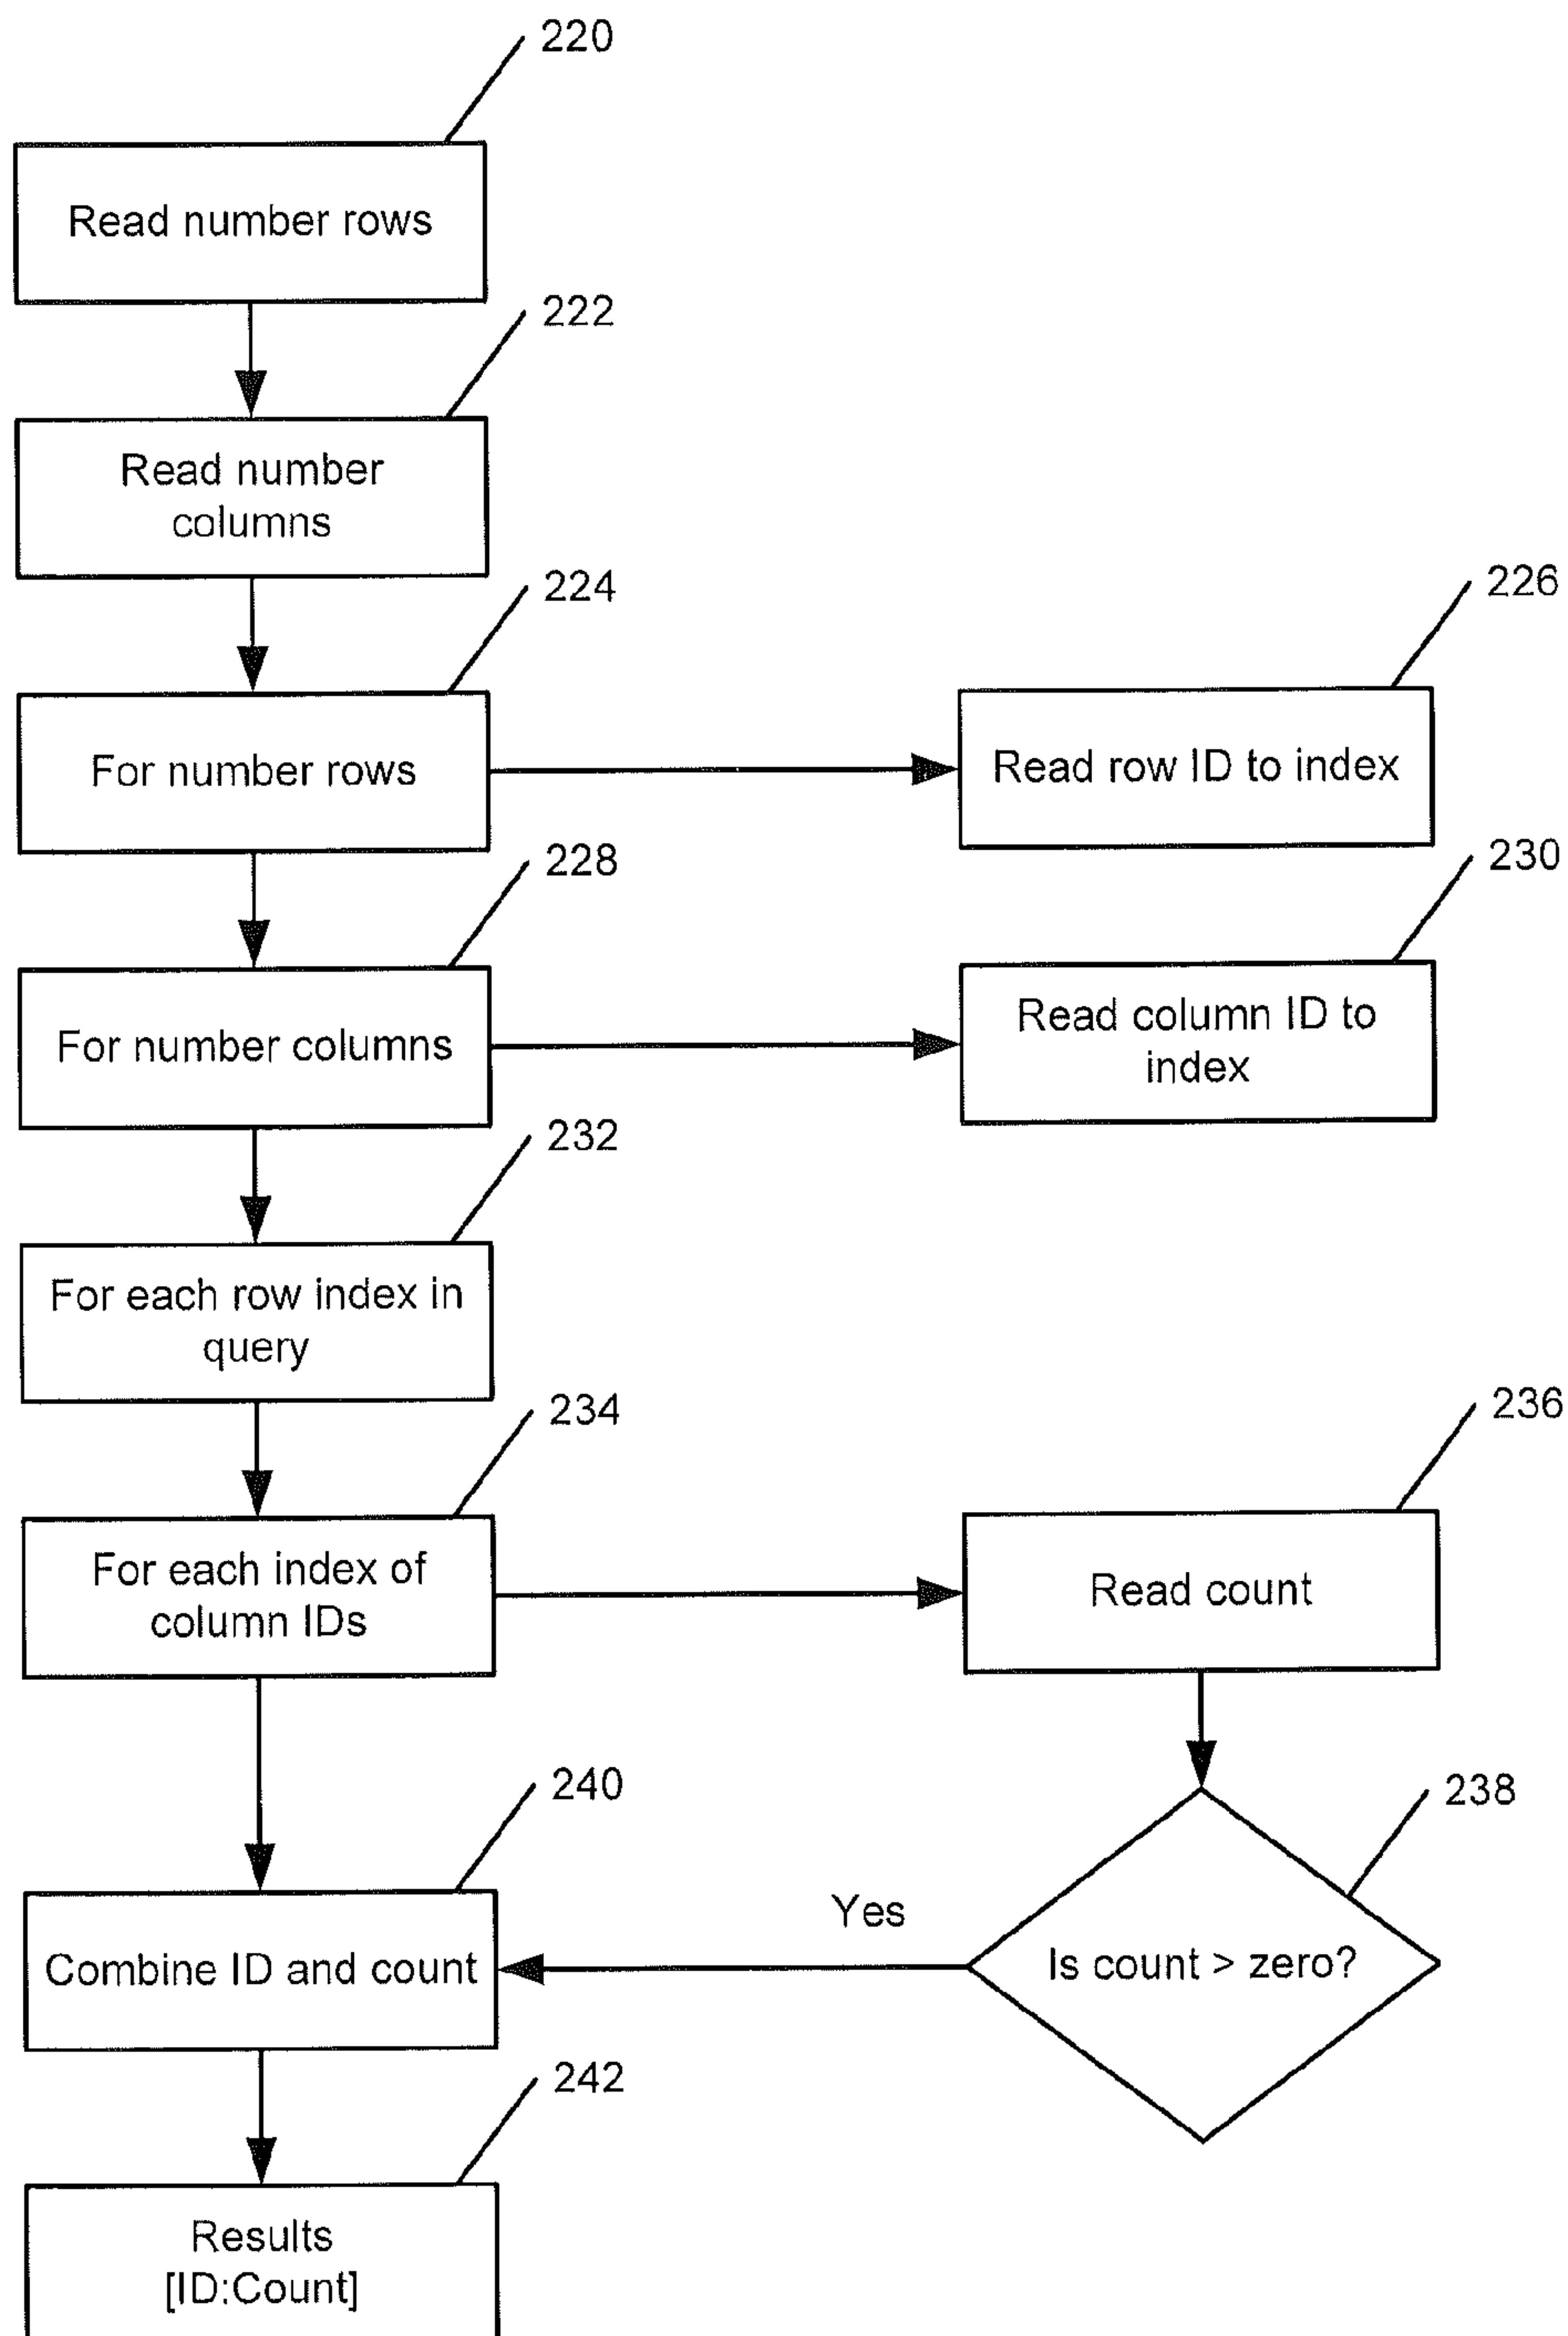 220
Read number rows
222
Read number
columns
224
For number rows
226
Read row ID to index
228
For number columns
230
Read column ID to
index
232
For each row index in
query
234
For each index of
column IDs
236
Read count
238
Is count > zero?
Yes
240
Combine ID and count
242
Results
[ID:Count]